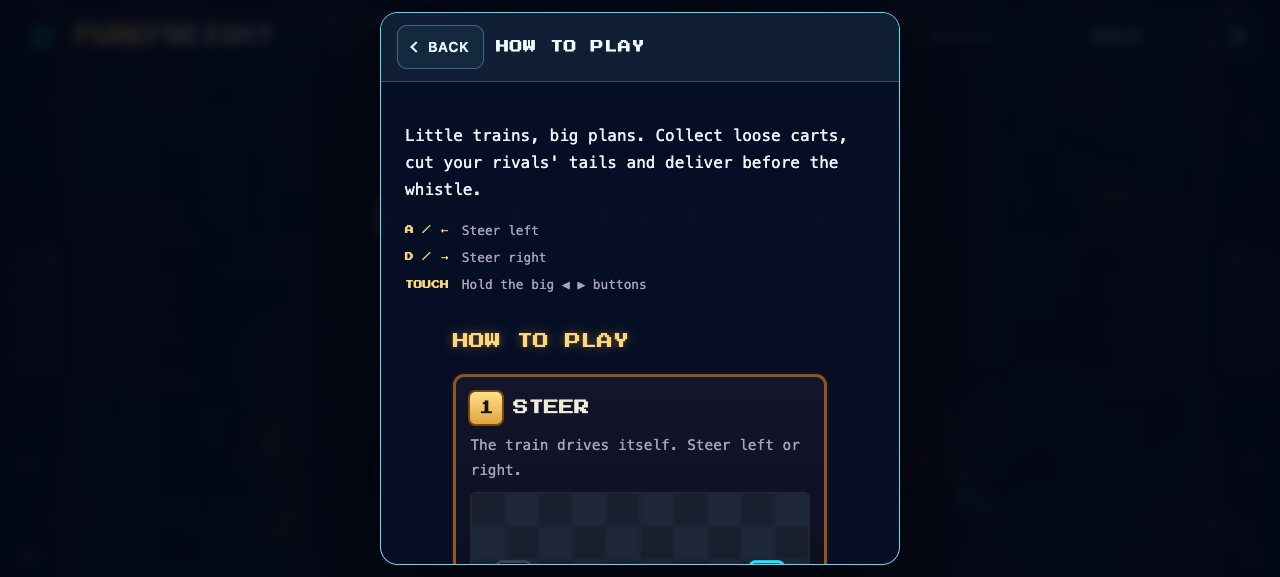 BACK
HOW TO PLAY
Little trains, big plans. Collect loose carts,
cut your rivals' tails and deliver before the
whistle.
A / ← Steer left
D / → Steer right
TOUCH Hold the big ◀ ▶ buttons
HOW TO PLAY
1 STEER
The train drives itself. Steer left or
right.